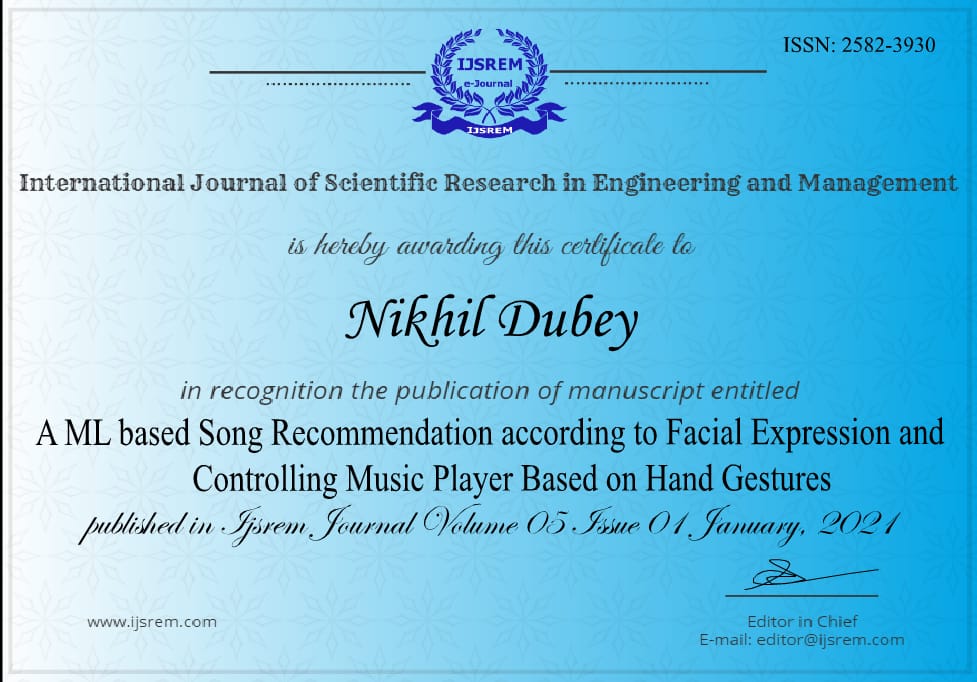 ISSN: 2582-3930
IJSREM
e-Journal
IJSREM
International Journal of Scientific Research in Engineering and Management
is hereby awarding this certificate to
Nikhil Dubey
in recognition the publication of manuscript entitled
A ML based Song Recommendation according to Facial Expression and
Controlling Music Player Based on Hand Gestures
published in Ijsrem Journal Volume 05 Issue 01 January, 2021
www.ijsrem.com
Editor in Chief
E-mail: editor@ijsrem.com